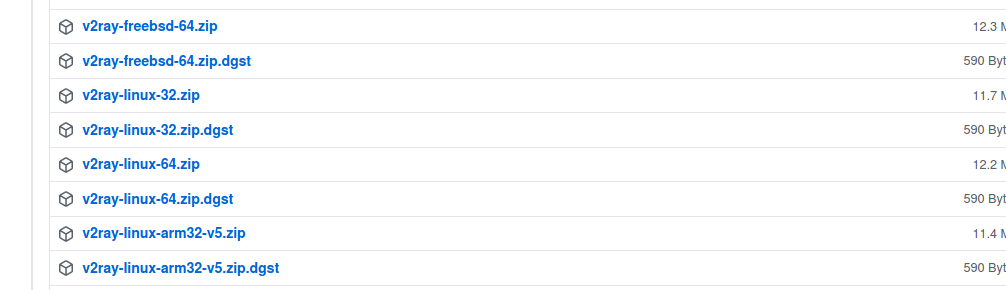 v2ray-freebsd-64.zip 12.3 M
v2ray-freebsd-64.zip.dgst 590 Byt
v2ray-linux-32.zip 11.7 M
v2ray-linux-32.zip.dgst 590 Byt
v2ray-linux-64.zip 12.2 M
v2ray-linux-64.zip.dgst 590 Byt
v2ray-linux-arm32-v5.zip 11.4 M
v2ray-linux-arm32-v5.zip.dgst 590 Byt